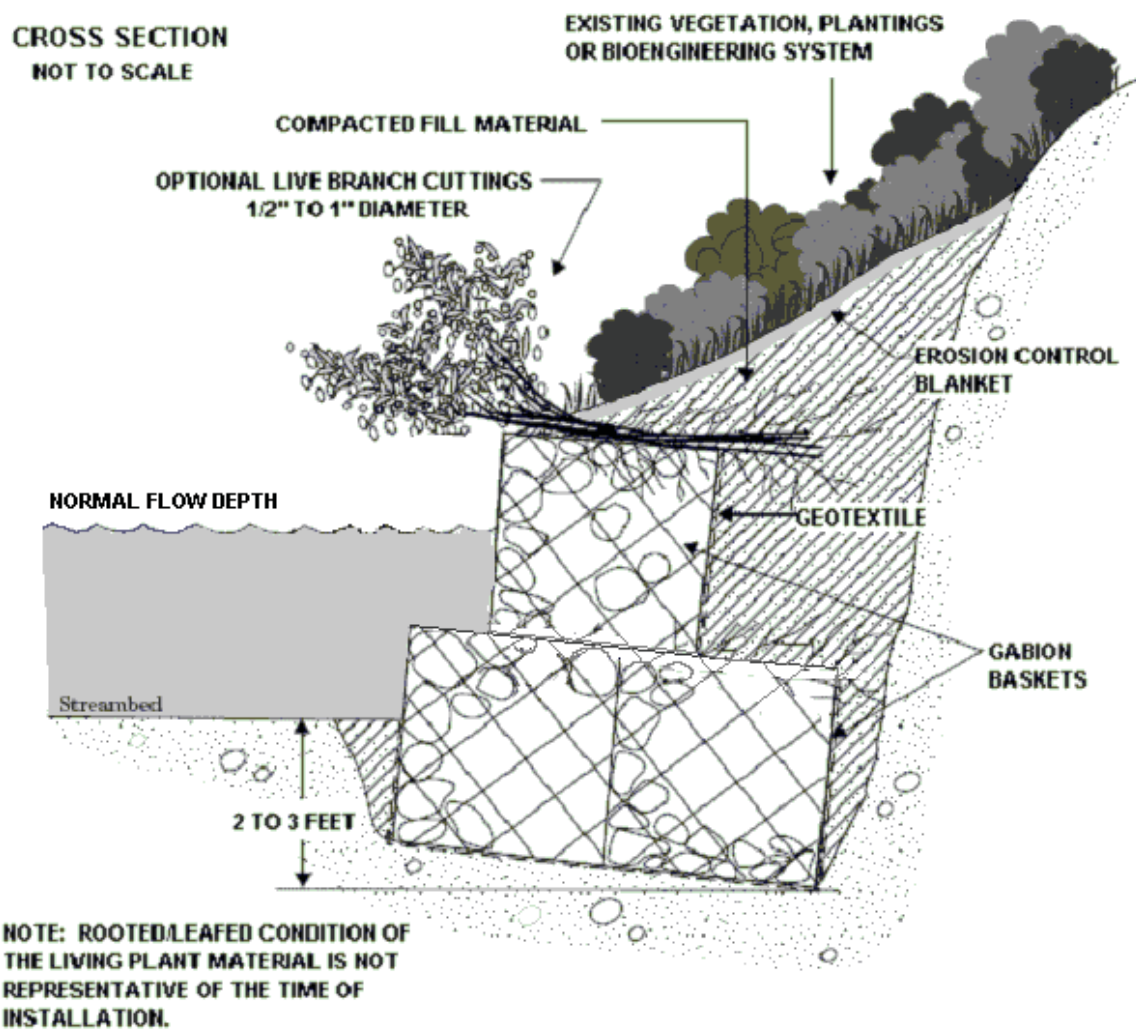 CROSS SECTION
NOT TO SCALE
EXISTING VEGETATION, PLANTINGS
OR BIOENGINEERING SYSTEM
COMPACTED FILL MATERIAL
OPTIONAL LIVE BRANCH CUTTINGS
1/2" TO 1" DIAMETER
EROSION CONTROL
BLANKET
NORMAL FLOW DEPTH
GEOTEXTILE
GABION
BASKETS
Streambed
2 TO 3 FEET
NOTE: ROOTED/LEAFED CONDITION OF
THE LIVING PLANT MATERIAL IS NOT
REPRESENTATIVE OF THE TIME OF
INSTALLATION.